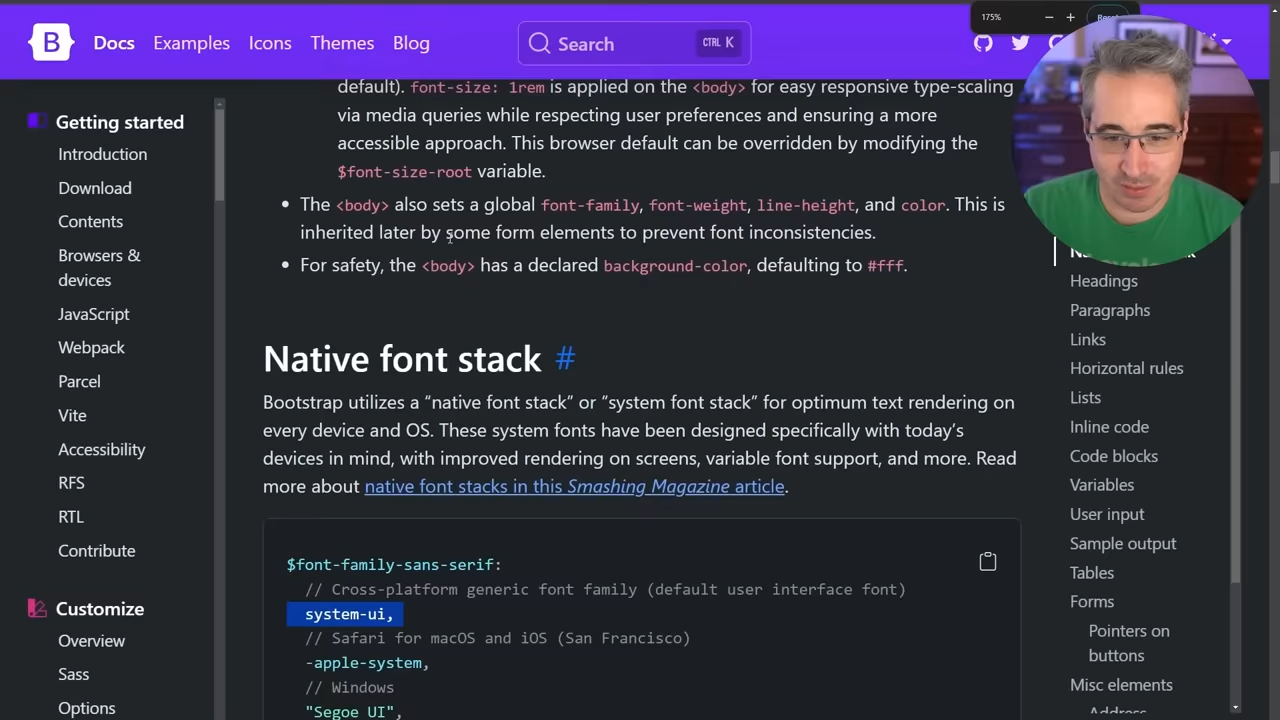 175%
B
Docs
Examples
Icons
Themes
Blog
Search
CTRL K
Getting started
Introduction
Download
Contents
Browsers &
devices
JavaScript
Webpack
Parcel
Vite
Accessibility
RFS
RTL
Contribute
Customize
Overview
Sass
Options
default). font-size: 1rem is applied on the <body> for easy responsive type-scaling
via media queries while respecting user preferences and ensuring a more
accessible approach. This browser default can be overridden by modifying the
$font-size-root variable.
• The <body> also sets a global font-family, font-weight, line-height, and color. This is
inherited later by some form elements to prevent font inconsistencies.
• For safety, the <body> has a declared background-color, defaulting to #fff.
Native font stack #
Bootstrap utilizes a “native font stack” or “system font stack” for optimum text rendering on
every device and OS. These system fonts have been designed specifically with today’s
devices in mind, with improved rendering on screens, variable font support, and more. Read
more about native font stacks in this Smashing Magazine article.
$font-family-sans-serif:
// Cross-platform generic font family (default user interface font)
system-ui,
// Safari for macOS and iOS (San Francisco)
-apple-system,
// Windows
"Segoe UI",
Headings
Paragraphs
Links
Horizontal rules
Lists
Inline code
Code blocks
Variables
User input
Sample output
Tables
Forms
Pointers on
buttons
Misc elements
Address